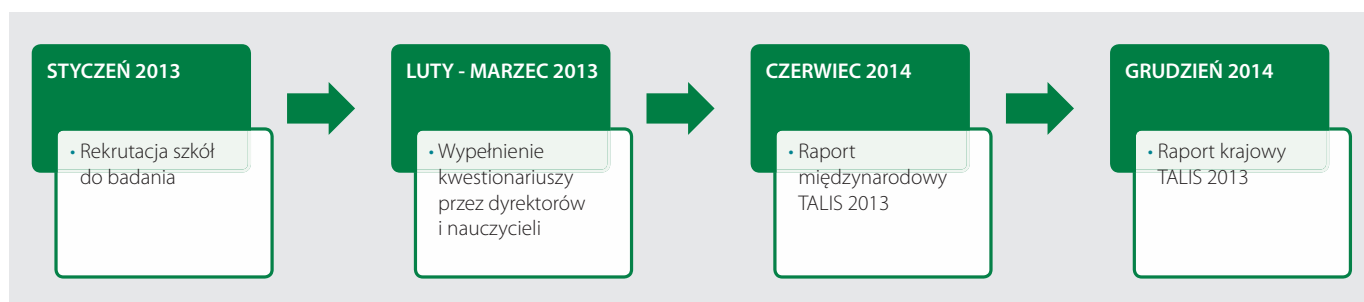 STYCZEŃ 2013
• Rekrutacja szkół
do badania
LUTY - MARZEC 2013
• Wypełnienie
kwestionariuszy
przez dyrektorów
i nauczycieli
CZERWIEC 2014
• Raport
międzynarodowy
TALIS 2013
GRUDZIEŃ 2014
• Raport krajowy
TALIS 2013